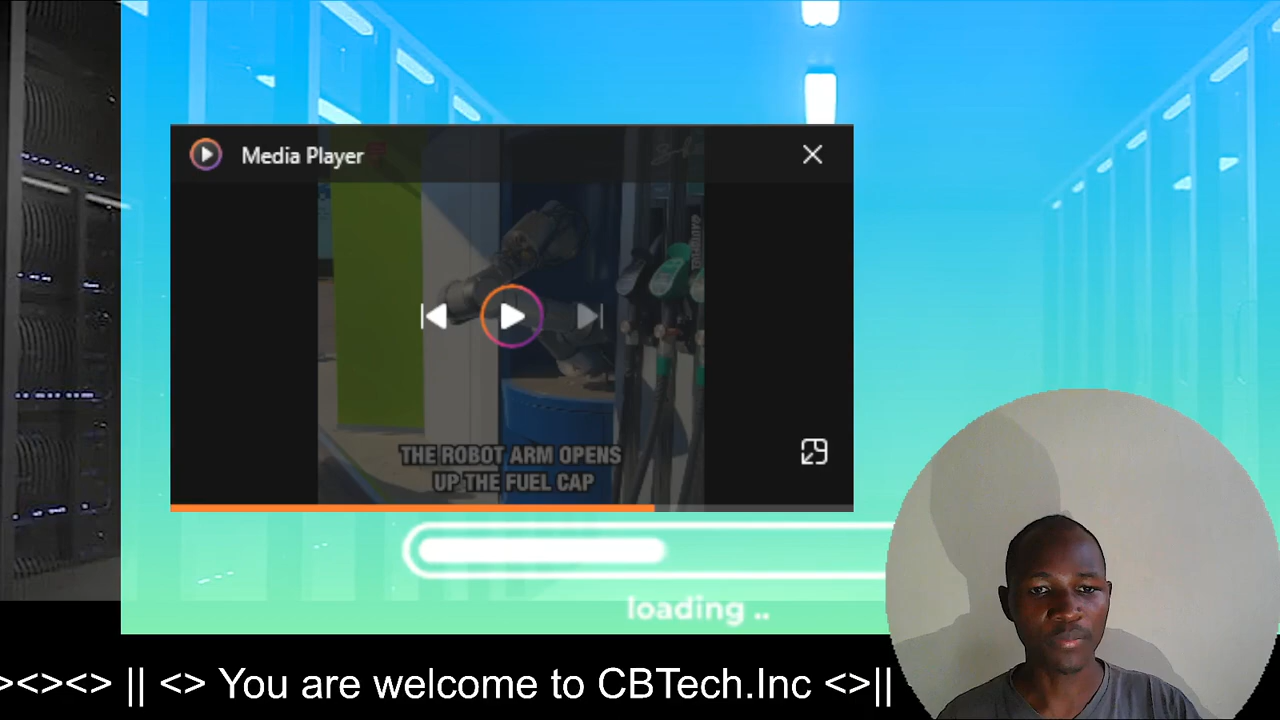 Media Player
THE ROBOT ARM OPENS
UP THE FUEL CAP
loading ..
><><> || <> You are welcome to CBTech.Inc <>||